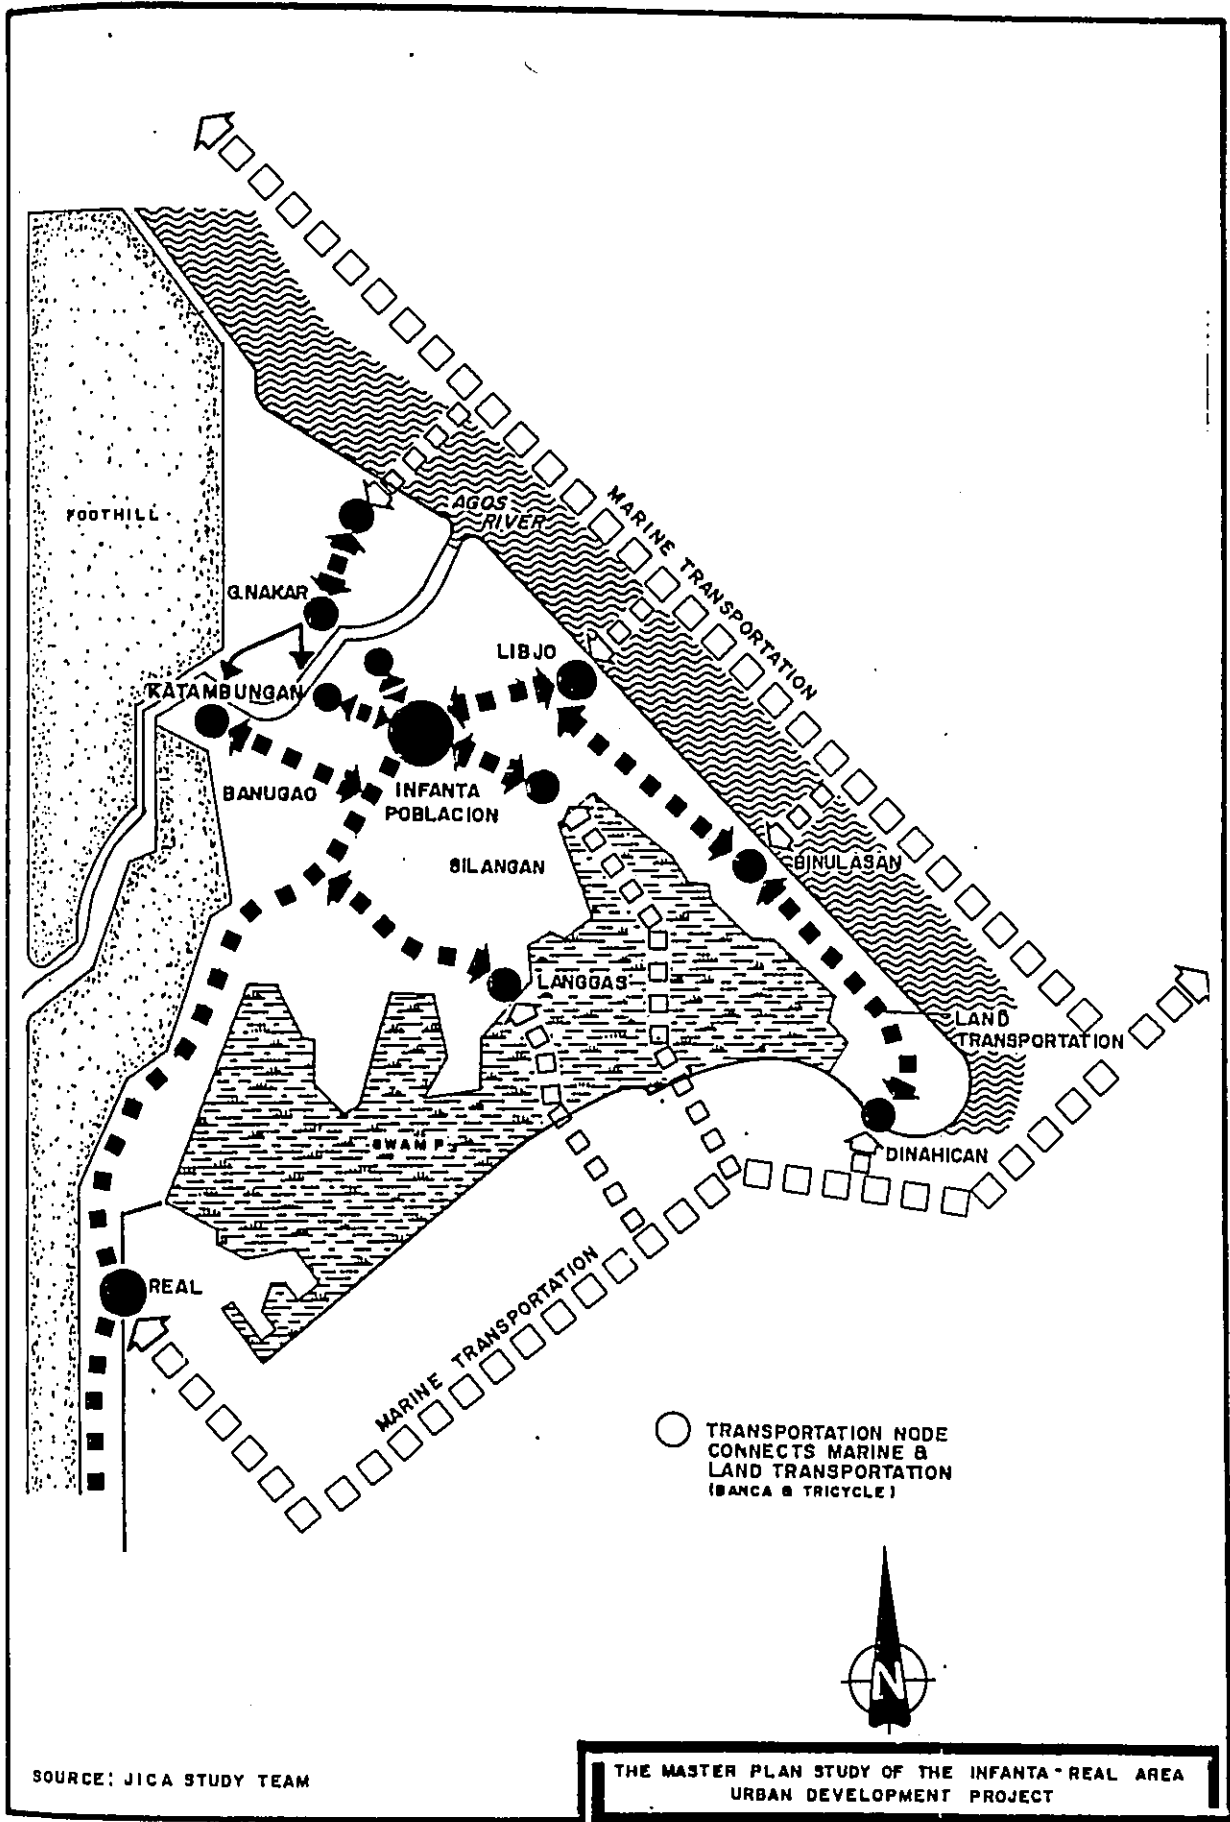 FOOTHILL
AGOS
RIVER
MARINE TRANSPORTATION
G.NAKAR
LIBJO
KATAMBUNGAN
BANUGAO
INFANTA
POBLACION
SILANGAN
BINULASAN
LANGGAS
LAND
TRANSPORTATION
SWAMP
DINAHICAN
REAL
MARINE TRANSPORTATION
TRANSPORTATION NODE
CONNECTS MARINE &
LAND TRANSPORTATION
(BANCA & TRICYCLE)
N
SOURCE: JICA STUDY TEAM
THE MASTER PLAN STUDY OF THE INFANTA-REAL AREA
URBAN DEVELOPMENT PROJECT